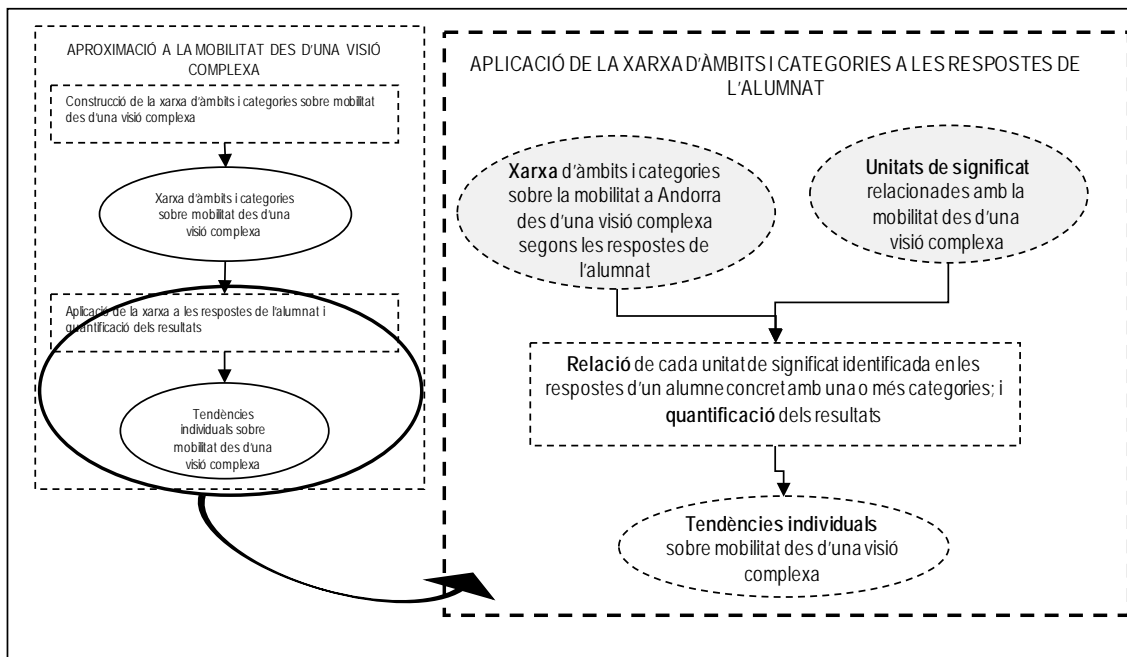 APROXIMACIÓ A LA MOBILITAT DES D'UNA VISIÓ
COMPLEXA
Construcció de la xarxa d'àmbits i categories sobre mobilitat
des d'una visió complexa
Xarxa d'àmbits i categories
sobre mobilitat des d'una
visió complexa
Aplicació de la xarxa a les respostes de l'alumnat i
quantificació dels resultats
Tendències
individuals sobre
mobilitat des d'una
visió complexa
APLICACIÓ DE LA XARXA D'ÀMBITS I CATEGORIES A LES RESPOSTES DE
L'ALUMNAT
Xarxa d'àmbits i categories
sobre la mobilitat a Andorra
des d'una visió complexa
segons les respostes de
l'alumnat
Unitats de significat
relacionades amb la
mobilitat des d'una
visió complexa
Relació de cada unitat de significat identificada en les
respostes d'un alumne concret amb una o més categories; i
quantificació dels resultats
Tendències individuals
sobre mobilitat des d'una visió
complexa